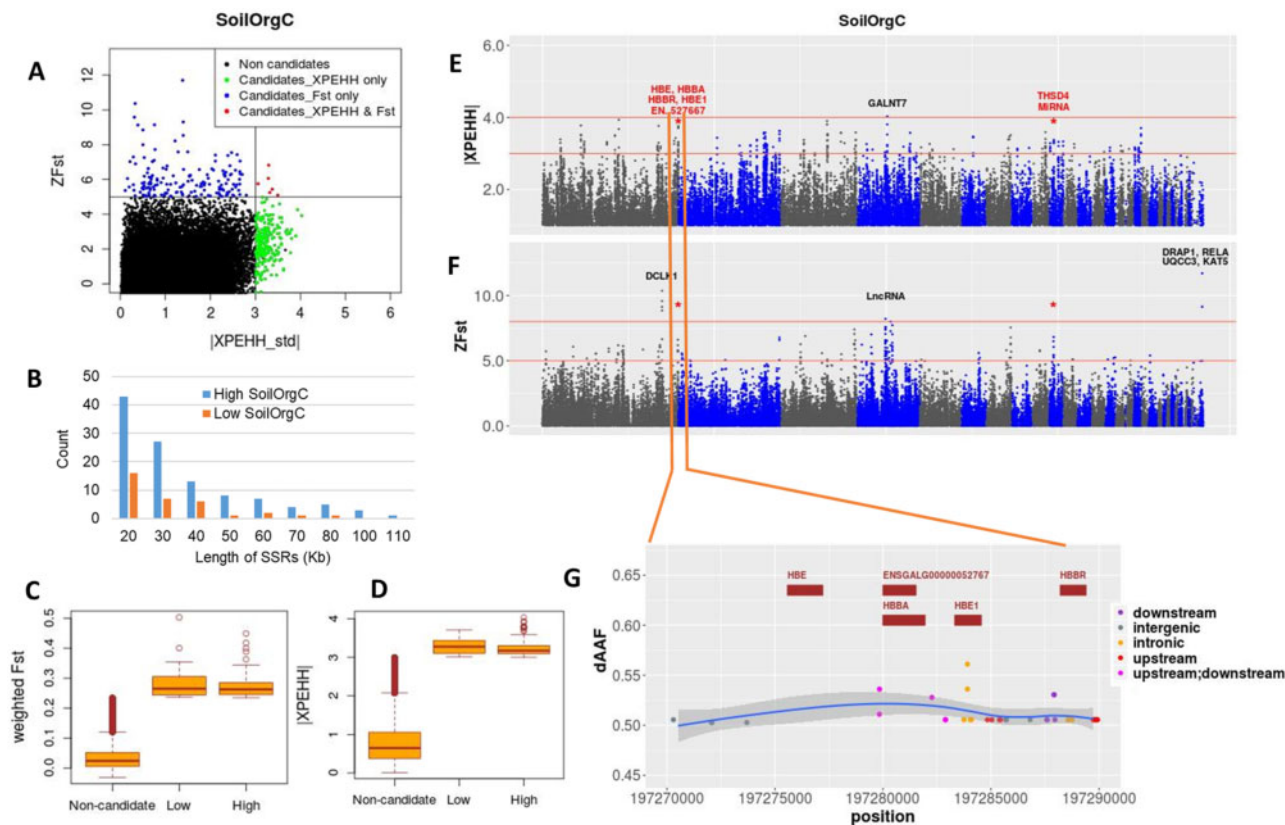 SoilOrgC
A
ZFst
12
10
8
6
4
2
0
Non candidates
Candidates_XPEHH only
Candidates_Fst only
Candidates_XPEHH & Fst
0 1 2 3 4 5 6
|XPEHH_std|
B
Count
50
40
30
20
10
0
High SoilOrgC
Low SoilOrgC
20 30 40 50 60 70 80 100 110
Length of SSRs (Kb)
C
weighted Fst
0.5
0.4
0.3
0.2
0.1
0.0
Non-candidate Low High
D
|XPEHH|
4
3
2
1
0
Non-candidate Low High
SoilOrgC
E
|XPEHH|
6.0
4.0
2.0
HBE, HBBA
HBBR, HBE1
EN_527667
GALNT7
THSD4
MiRNA
F
ZFst
10.0
5.0
0.0
DCLK1
LncRNA
DRAP1, RELA
UQCC3, KAT5
G
dAAF
0.65
0.60
0.55
0.50
0.45
HBE
ENSGALG00000052767
HBBR
HBBA
HBE1
downstream
intergenic
intronic
upstream
upstream;downstream
197270000 197275000 197280000 197285000 197290000
position